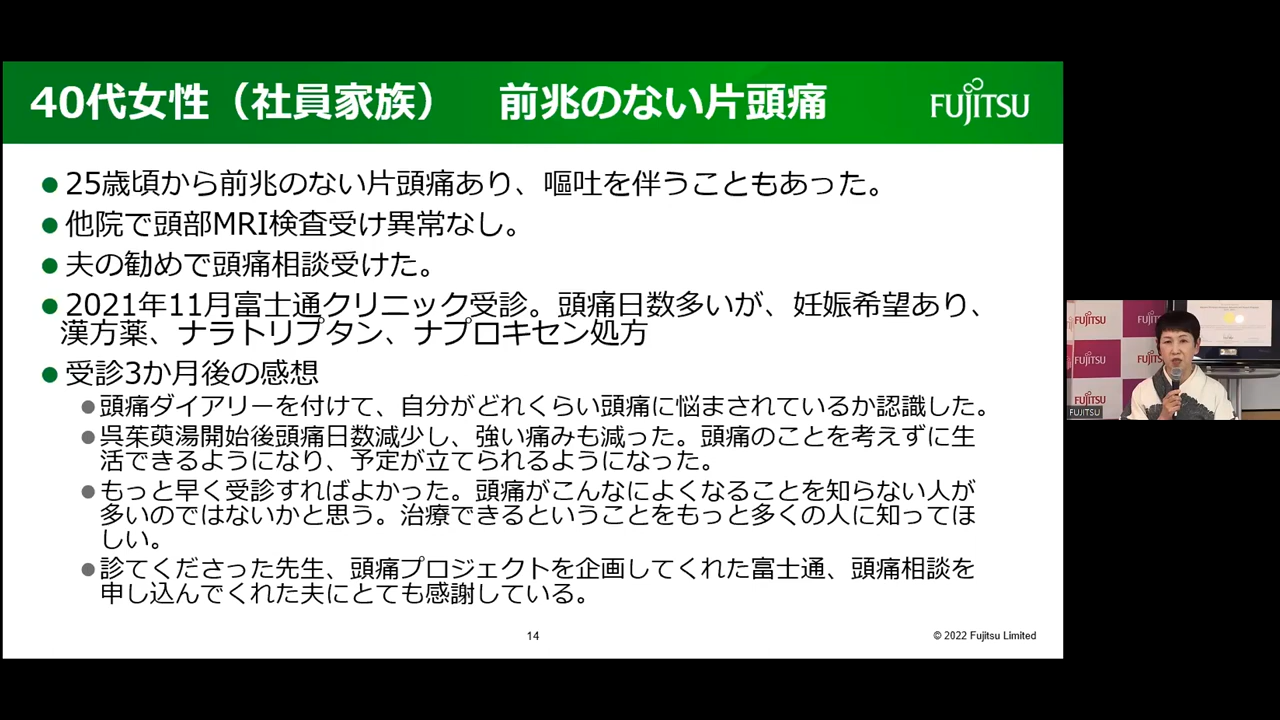 40代女性（社員家族）　前兆のない片頭痛
FUJITSU
●25歳頃から前兆のない片頭痛あり、嘔吐を伴うこともあった。
●他院で頭部MRI検査受け異常なし。
●夫の勧めで頭痛相談受けた。
●2021年11月富士通クリニック受診。頭痛日数多いが、妊娠希望あり、
漢方薬、ナラトリプタン、ナプロキセン処方
●受診3か月後の感想
●頭痛ダイアリーを付けて、自分がどれくらい頭痛に悩まされているか認識した。
●呉茱萸湯開始後頭痛日数減少し、強い痛みも減った。頭痛のことを考えずに生
活できるようになり、予定が立てられるようになった。
●もっと早く受診すればよかった。頭痛がこんなによくなることを知らない人が
多いのではないかと思う。治療できるということをもっと多くの人に知ってほ
しい。
●診てくださった先生、頭痛プロジェクトを企画してくれた富士通、頭痛相談を
申し込んでくれた夫にとても感謝している。
14
© 2022 Fujitsu Limited
FUJITSU
FUJITSU
FUJITSU
FUJITSU
FUJITSU